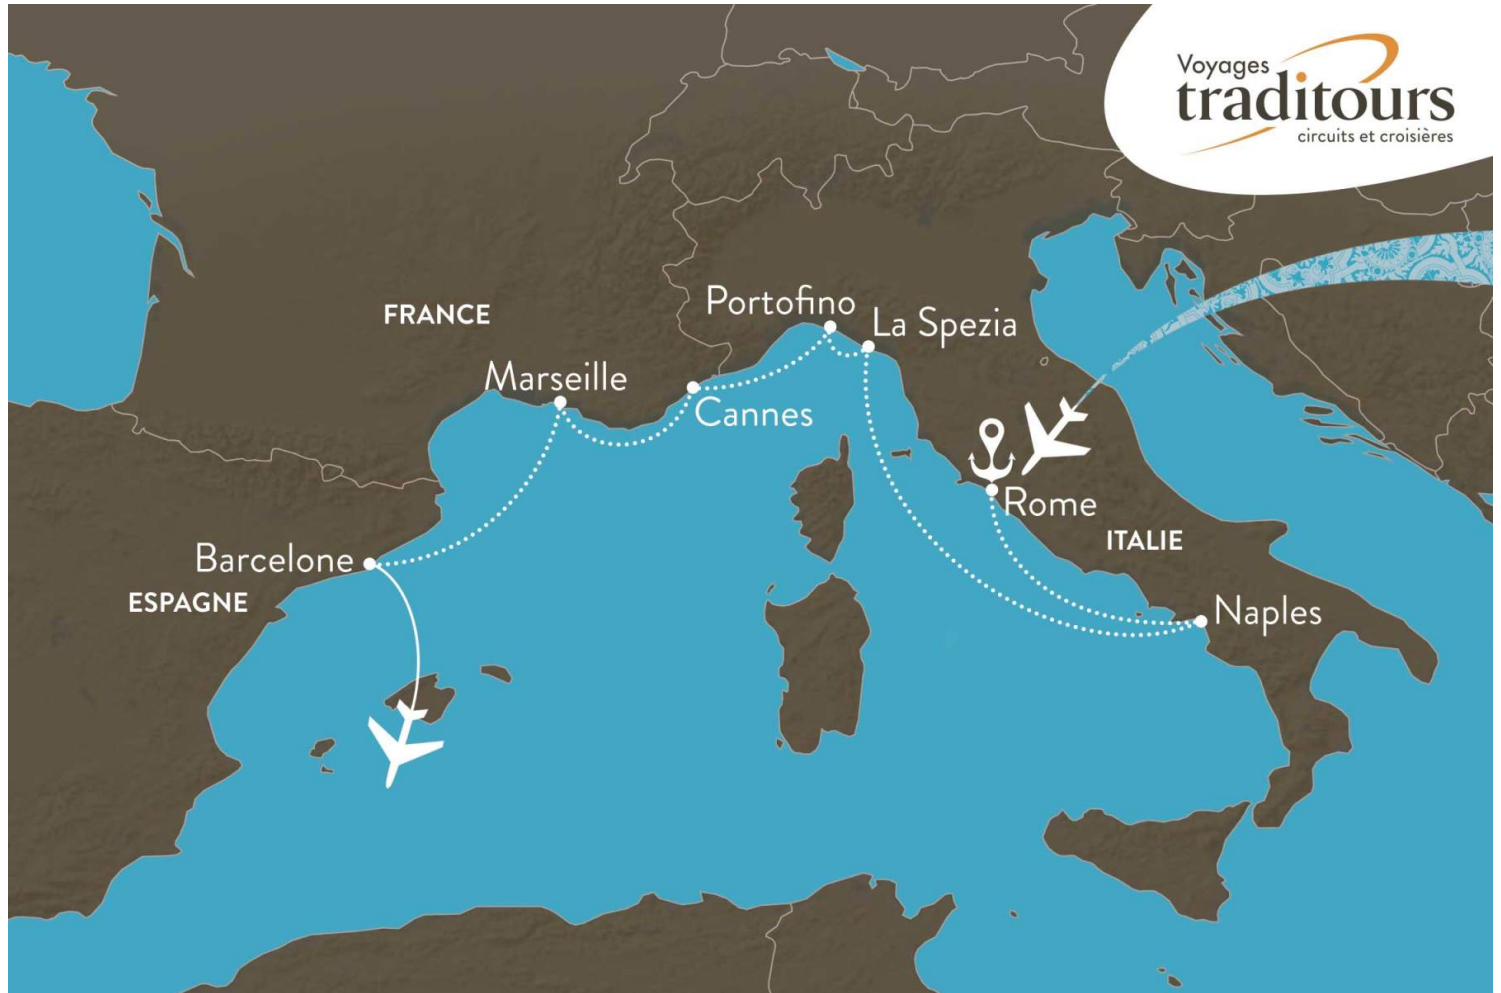 Voyages
traditours
circuits et croisières
Portofino
La Spezia
FRANCE
Marseille
Cannes
Rome
ITALIE
Barcelone
ESPAGNE
Naples